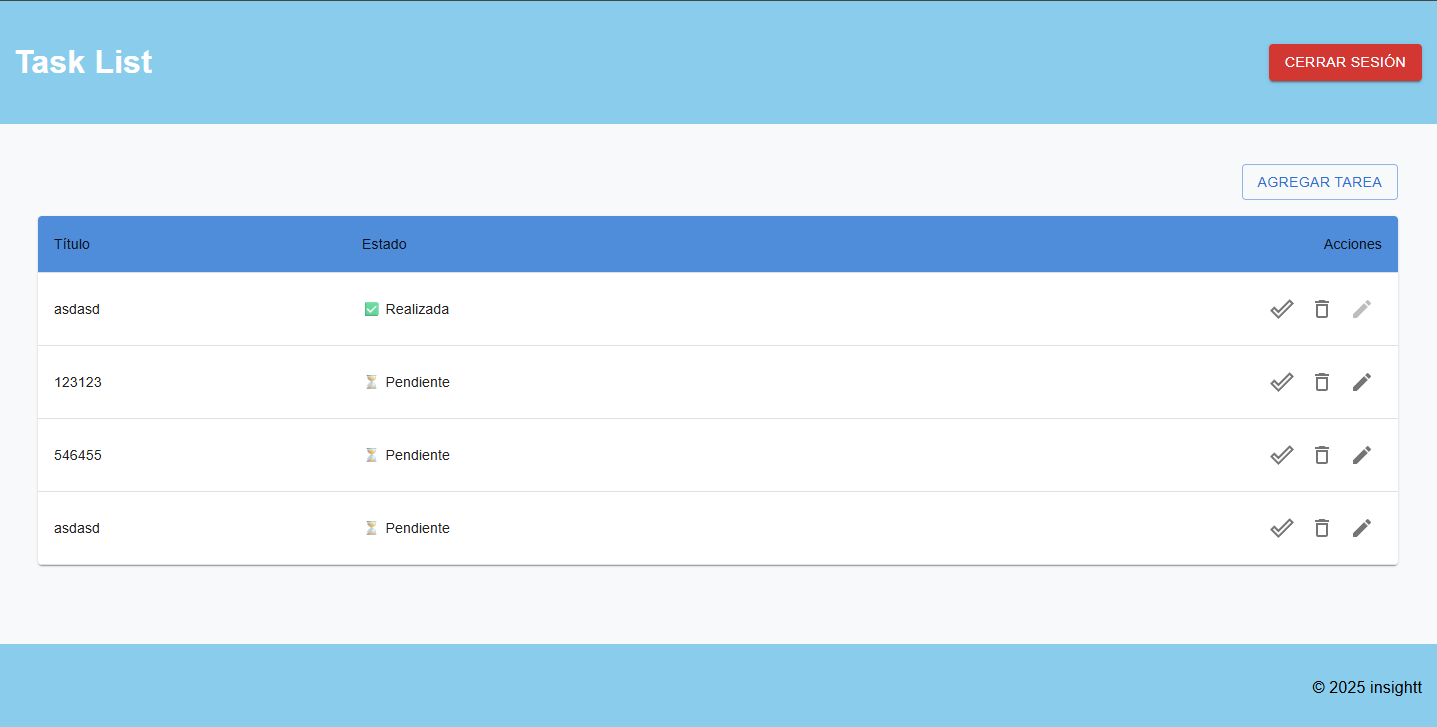 Task List
CERRAR SESIÓN
AGREGAR TAREA
Título Estado Acciones
asdasd ✅ Realizada
123123 ⏳ Pendiente
546455 ⏳ Pendiente
asdasd ⏳ Pendiente
© 2025 insightt